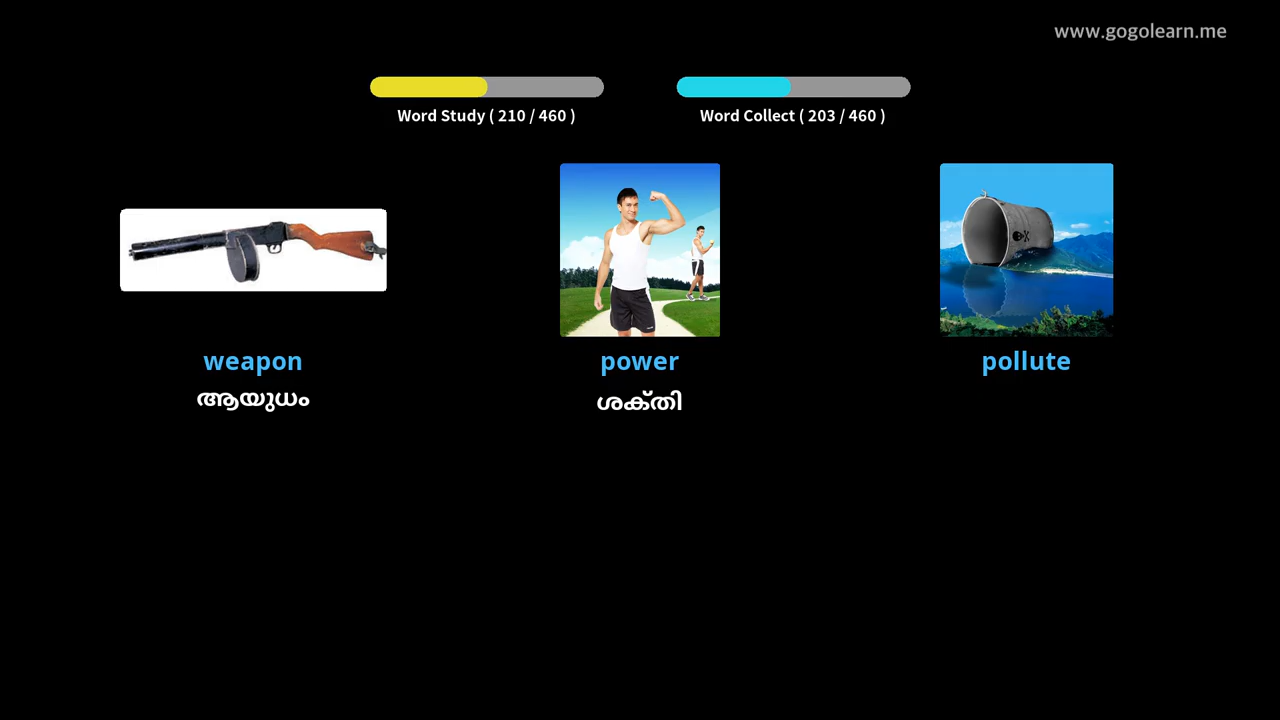 www.gogolearn.me
Word Study ( 210 / 460 )
Word Collect ( 203 / 460 )
weapon
ആയുധം
power
ശക്തി
pollute